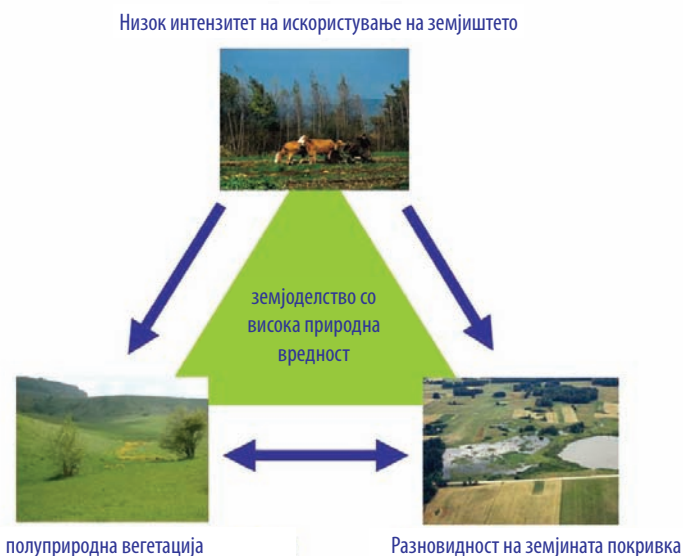 Низок интензитет на искористување на земјиштето
земјоделство со
висока природна
вредност
полуприродна вегетација
Разновидност на земјината покривка